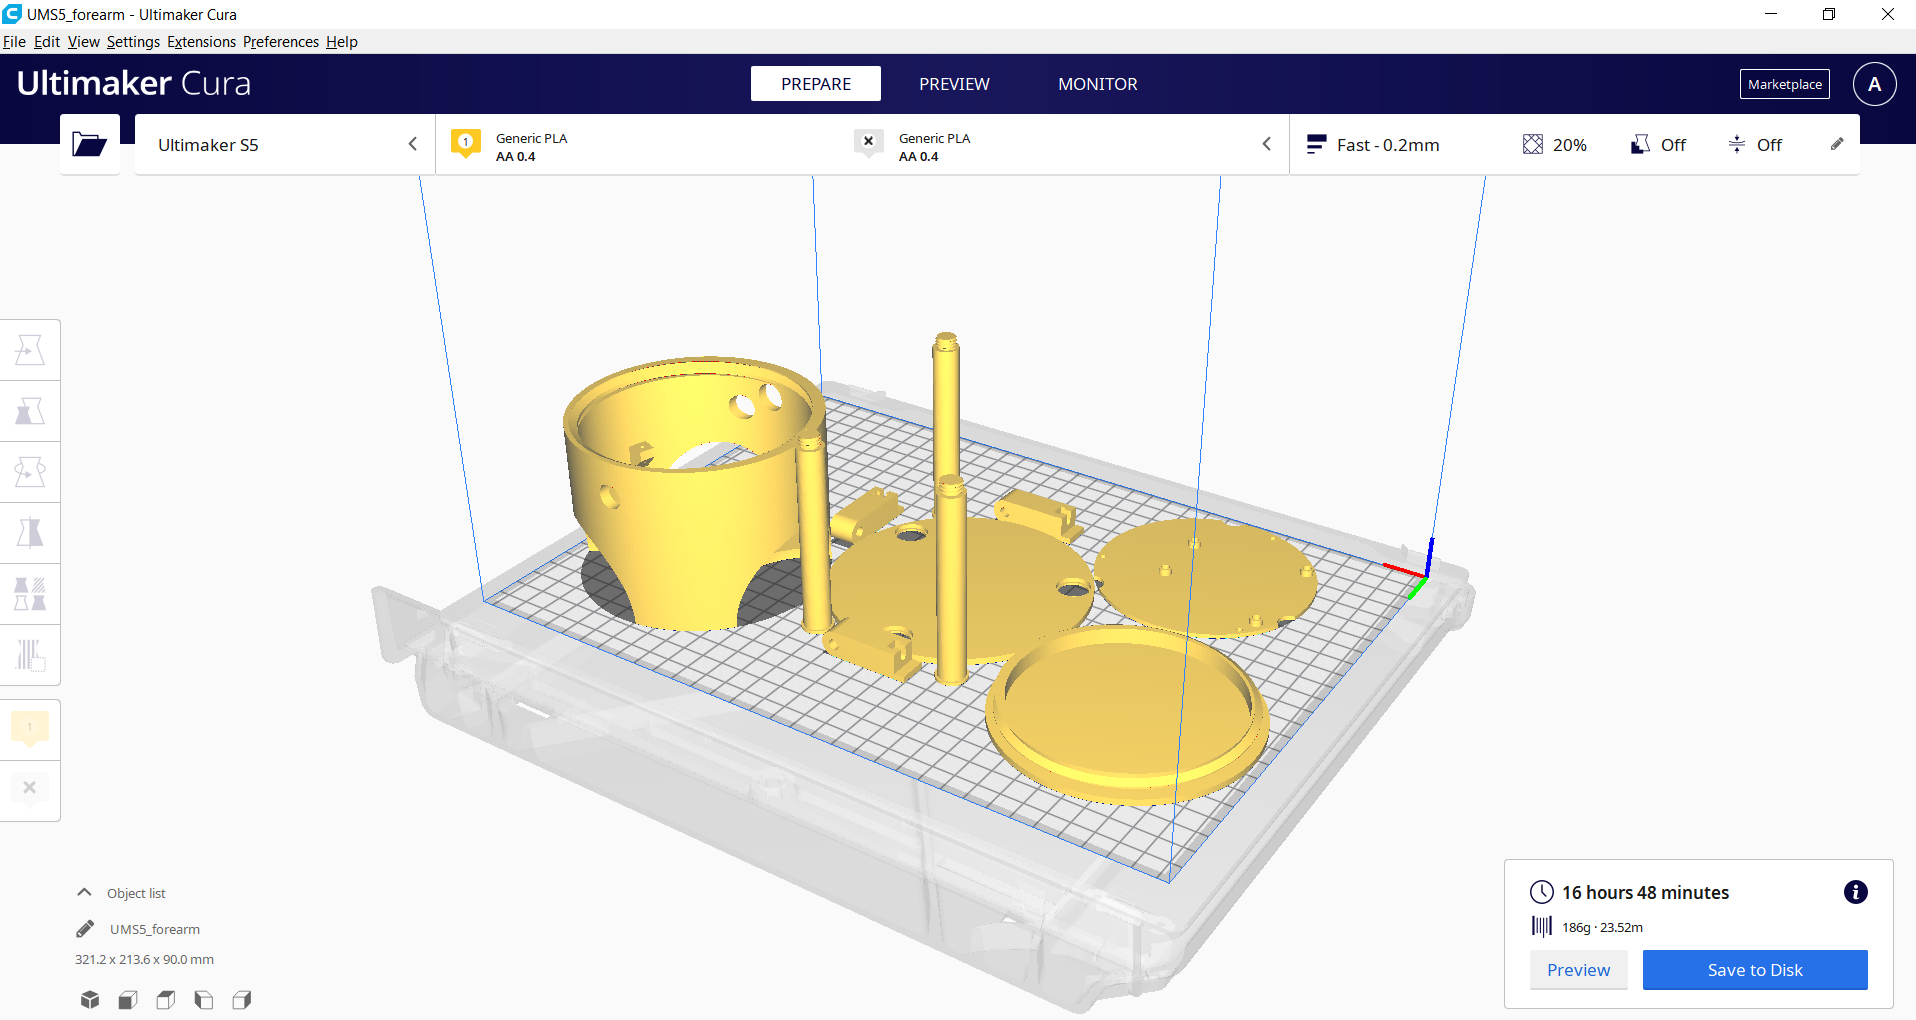 UMS5_forearm - Ultimaker Cura
File Edit View Settings Extensions Preferences Help
Ultimaker Cura
PREPARE
PREVIEW
MONITOR
Marketplace
A
Ultimaker S5
1
Generic PLA
AA 0.4
Generic PLA
AA 0.4
Fast - 0.2mm
20%
Off
Off
1
Object list
UMS5_forearm
321.2 x 213.6 x 90.0 mm
16 hours 48 minutes
186g · 23.52m
Preview
Save to Disk